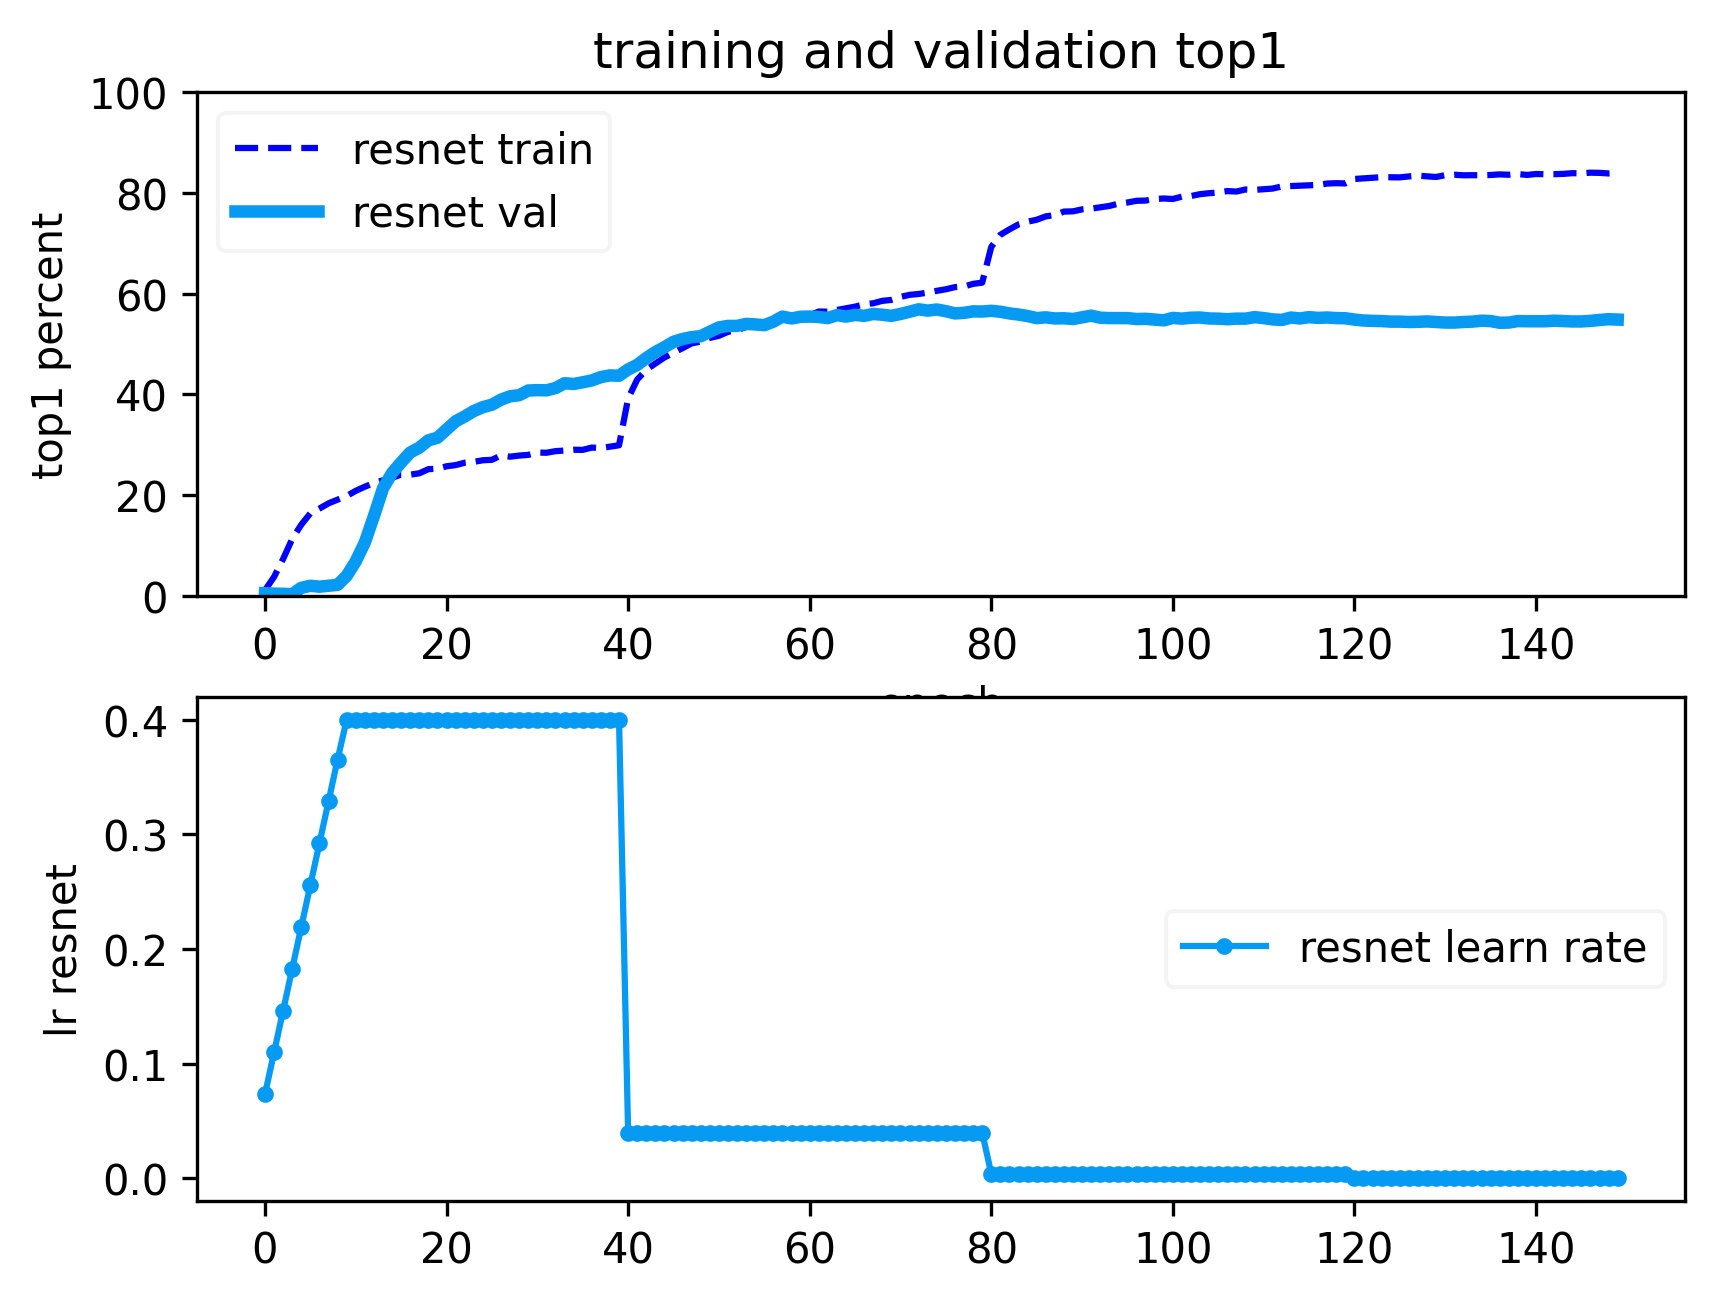 training and validation top1
100
80
60
40
20
0
top1 percent
resnet train
resnet val
0 20 40 60 80 100 120 140
0.4
0.3
0.2
0.1
0.0
lr resnet
resnet learn rate
0 20 40 60 80 100 120 140